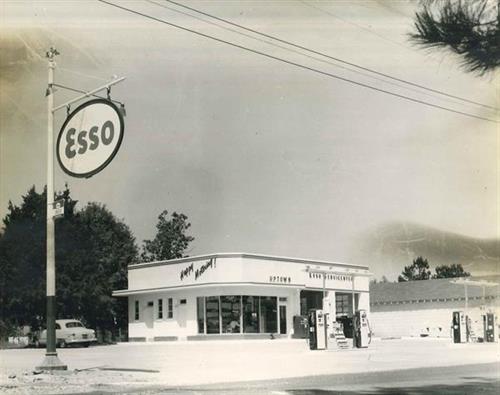 Esso
Happy Motoring!
UPTOWN
ESSO SERVICENTER